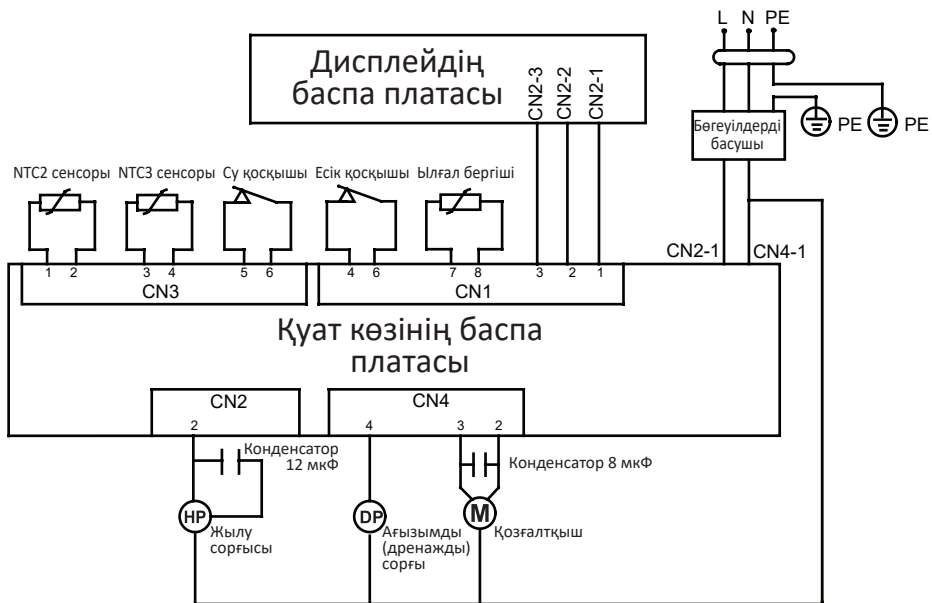 L N PE
Дисплейдің
баспа платасы
CN2-3
CN2-2
CN2-1
Бөгеуілдерді
басушы
PE
PE
NTC2 сенсоры
NTC3 сенсоры
Су қосқышы
Есік қосқышы
Ылғал бергіші
CN2-1
CN4-1
1 2 3 4 5 6
4 6 7 8 3 2 1
CN3
CN1
Қуат көзінің баспа
платасы
CN2
CN4
2
4
3 2
Конденсатор
12 мкФ
Конденсатор 8 мкФ
HP
Жылу
сорғысы
DP
Ағызымды
(дренажды)
сорғы
M
Қозғалтқыш